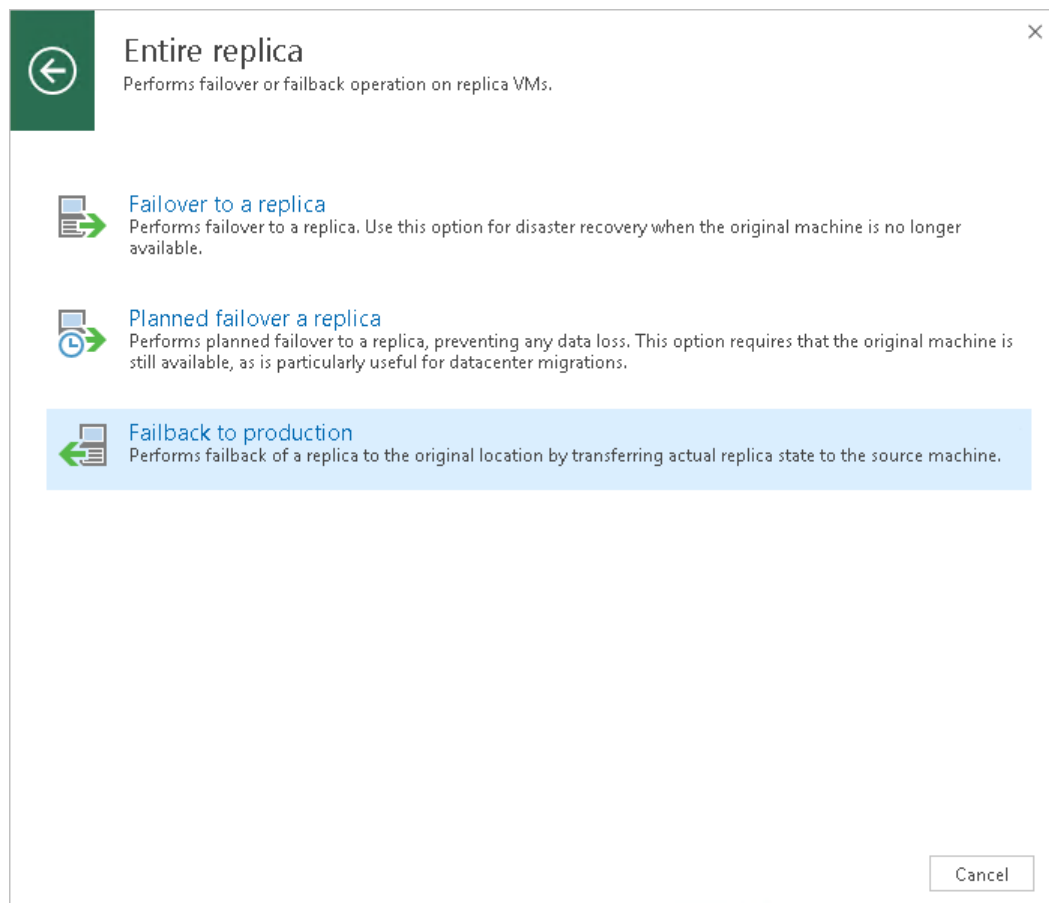 Entire replica
Performs failover or failback operation on replica VMs.
Failover to a replica
Performs failover to a replica. Use this option for disaster recovery when the original machine is no longer
available.
Planned failover a replica
Performs planned failover to a replica, preventing any data loss. This option requires that the original machine is
still available, as is particularly useful for datacenter migrations.
Failback to production
Performs failback of a replica to the original location by transferring actual replica state to the source machine.
Cancel